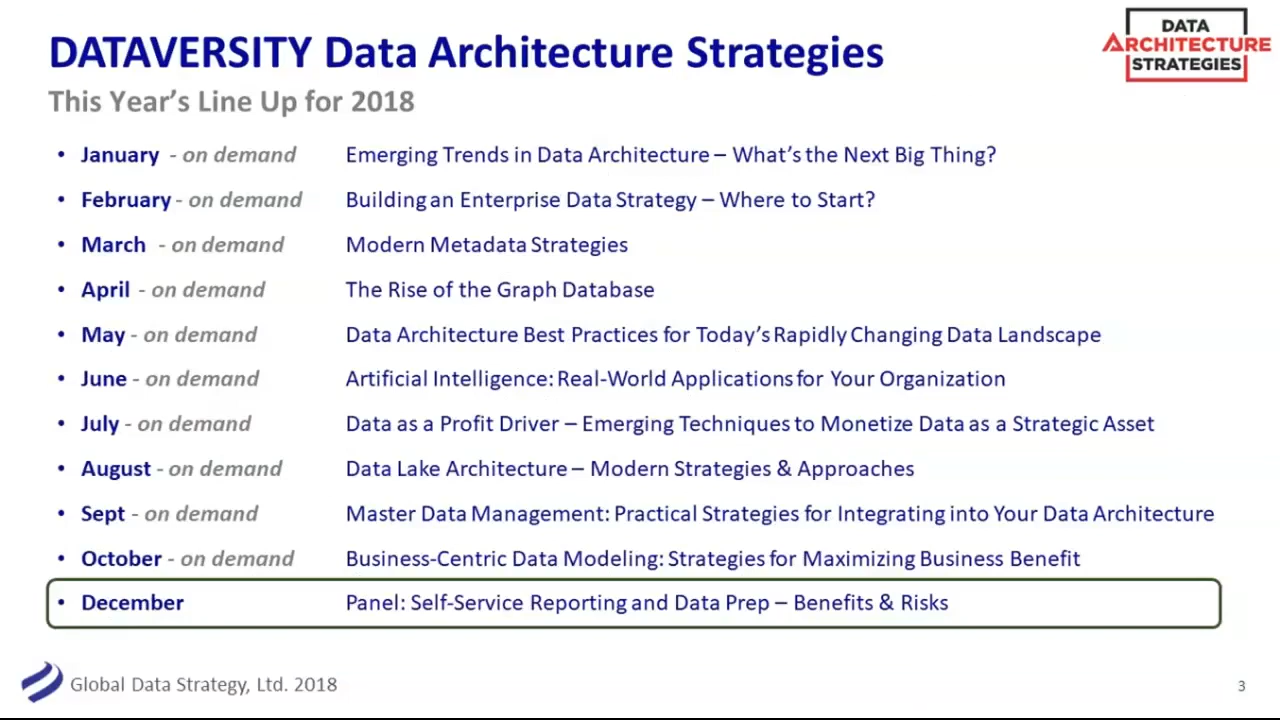 DATAVERSITY Data Architecture Strategies
DATA
ARCHITECTURE
STRATEGIES
This Year's Line Up for 2018
• January - on demand Emerging Trends in Data Architecture – What's the Next Big Thing?
• February - on demand Building an Enterprise Data Strategy – Where to Start?
• March - on demand Modern Metadata Strategies
• April - on demand The Rise of the Graph Database
• May - on demand Data Architecture Best Practices for Today's Rapidly Changing Data Landscape
• June - on demand Artificial Intelligence: Real-World Applications for Your Organization
• July - on demand Data as a Profit Driver – Emerging Techniques to Monetize Data as a Strategic Asset
• August - on demand Data Lake Architecture – Modern Strategies & Approaches
• Sept - on demand Master Data Management: Practical Strategies for Integrating into Your Data Architecture
• October - on demand Business-Centric Data Modeling: Strategies for Maximizing Business Benefit
• December Panel: Self-Service Reporting and Data Prep – Benefits & Risks
Global Data Strategy, Ltd. 2018
3